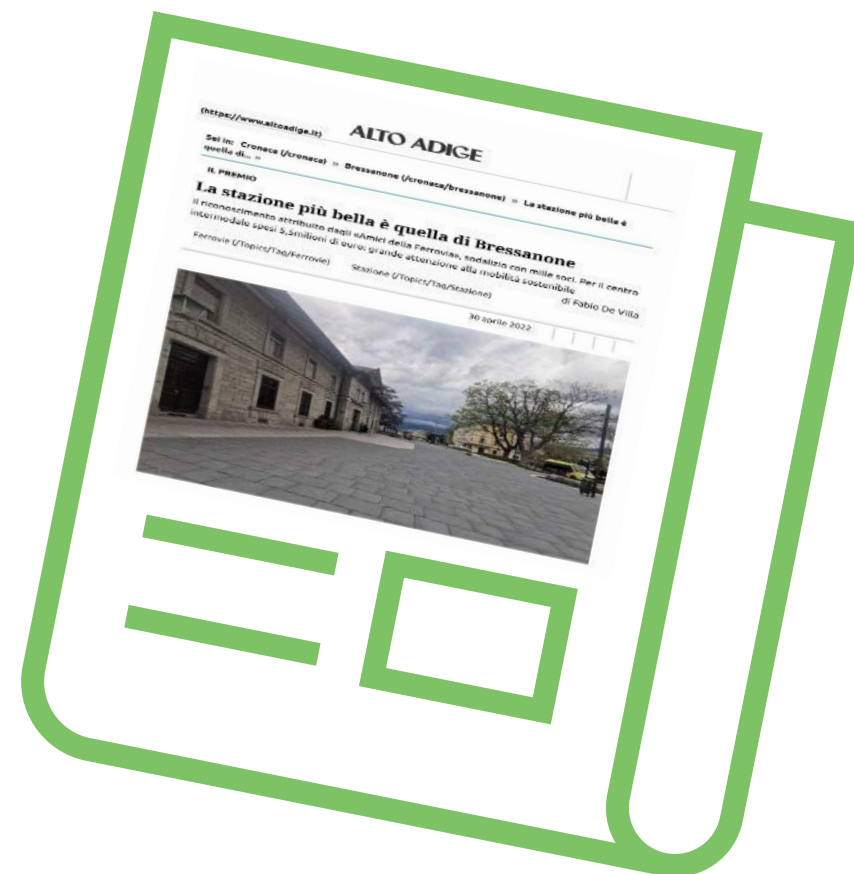 (https://www.altoadige.it)
ALTO ADIGE
Sei in: Cronaca (/cronaca) » Bressanone (/cronaca/bressanone) » La stazione più bella è
quella di... »
IL PREMIO
La stazione più bella è quella di Bressanone
Il riconoscimento attribuito dagli «Amici della Ferrovia», sodalizio con mille soci. Per il centro
intermodale spesi 5,5milioni di euro: grande attenzione alla mobilità sostenibile
di Fabio De Villa
Ferrovie (/Topics/Tag/Ferrovie)
Stazione (/Topics/Tag/Stazione)
30 aprile 2022